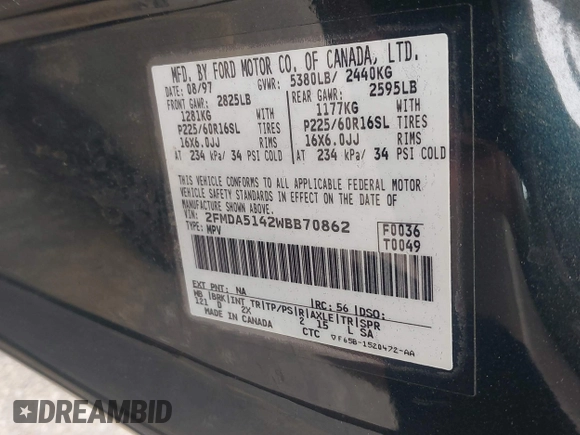 MFD. BY FORD MOTOR CO. OF CANADA, LTD.
DATE: 08/97 GVWR: 5380LB/ 2440KG
FRONT GAWR: 2825LB REAR GAWR: 2595LB
1281KG WITH 1177KG WITH
P225/60R16SL TIRES P225/60R16SL TIRES
16X6.0JJ RIMS 16X6.0JJ RIMS
AT 234 kPa/ 34 PSI COLD AT 234 kPa/ 34 PSI COLD
THIS VEHICLE CONFORMS TO ALL APPLICABLE FEDERAL MOTOR
VEHICLE SAFETY STANDARDS IN EFFECT ON THE DATE OF
MANUFACTURE SHOWN ABOVE.
VIN: 2FMDA5142WBB70862 F0036
TYPE: MPV T0049
EXT PNT: NA RC: 56 DSO:
WB BRK INT TR TP/PS R AXLE TR SPR
121 D 2X 2 15 L SA
MADE IN CANADA CTC ▽F65B-1520472-AA
DREAMBID